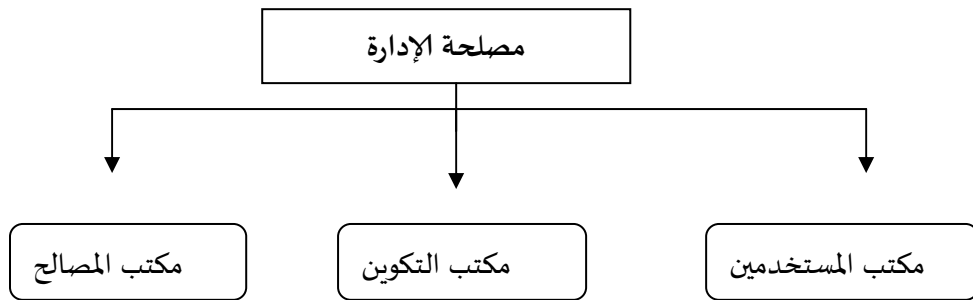 مصلحة الإدارة
مكتب المستخدمين
مكتب التكوين
مكتب المصالح